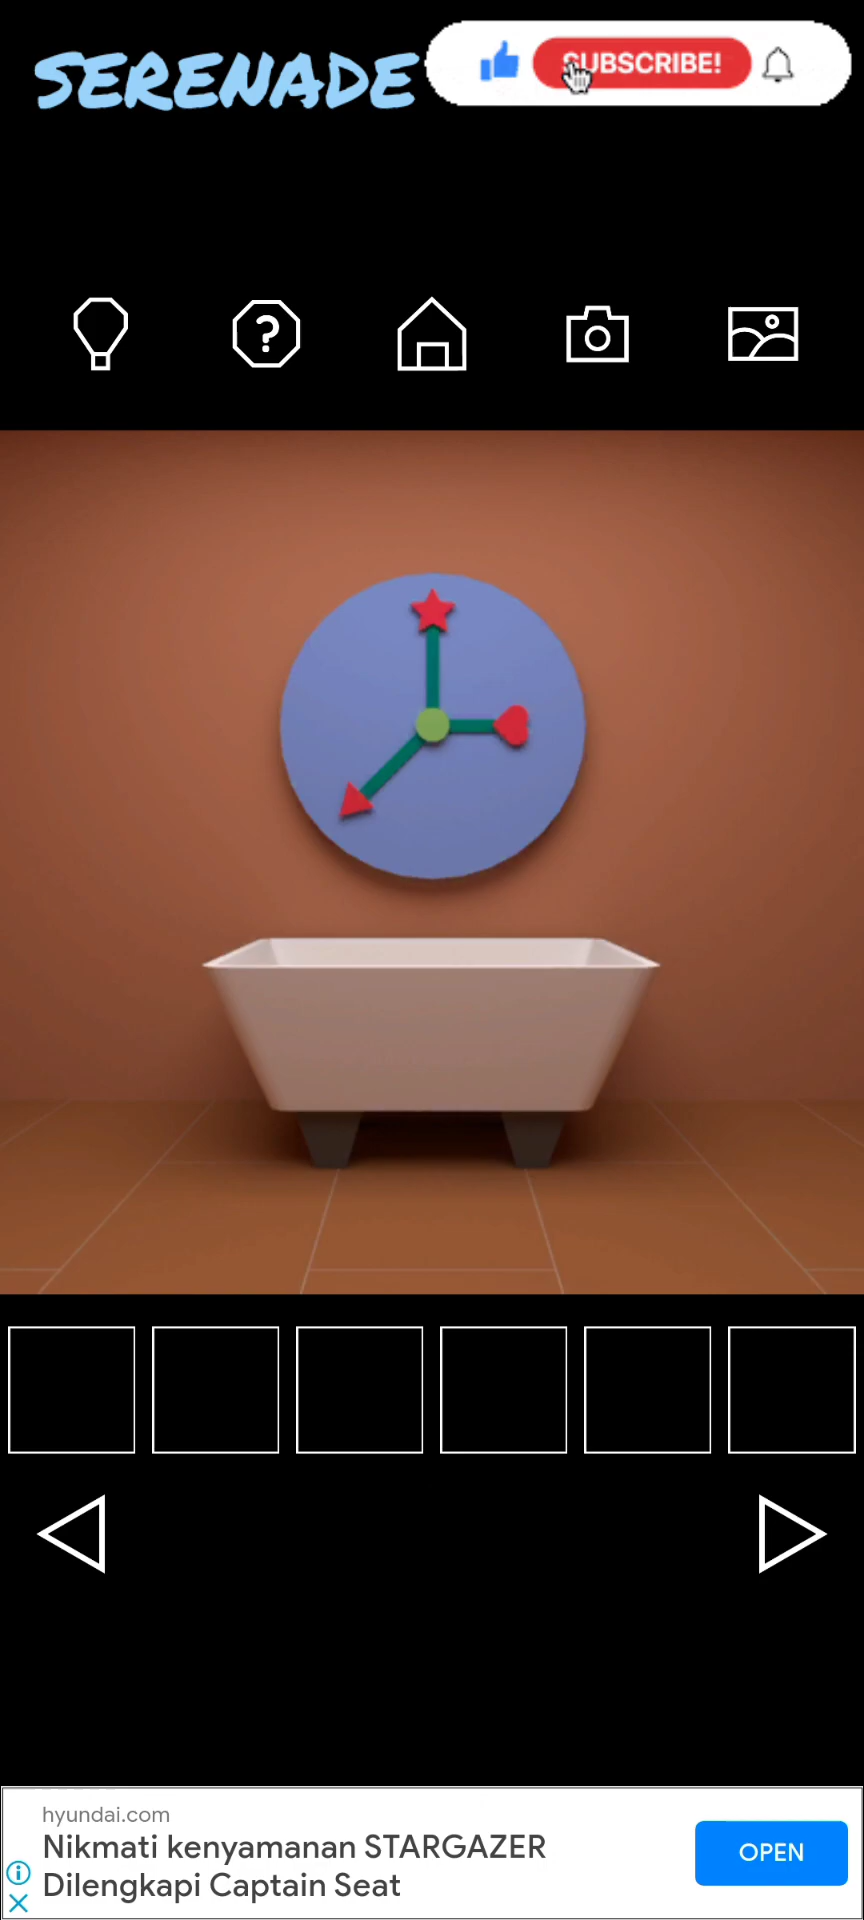 SERENADE
SUBSCRIBE!
?
hyundai.com
Nikmati kenyamanan STARGAZER
Dilengkapi Captain Seat
OPEN